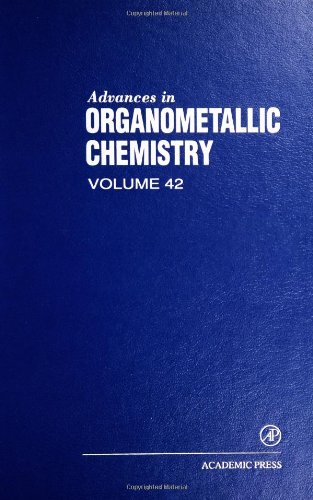 Advances in
ORGANOMETALLIC
CHEMISTRY
VOLUME 42
AP
ACADEMIC PRESS